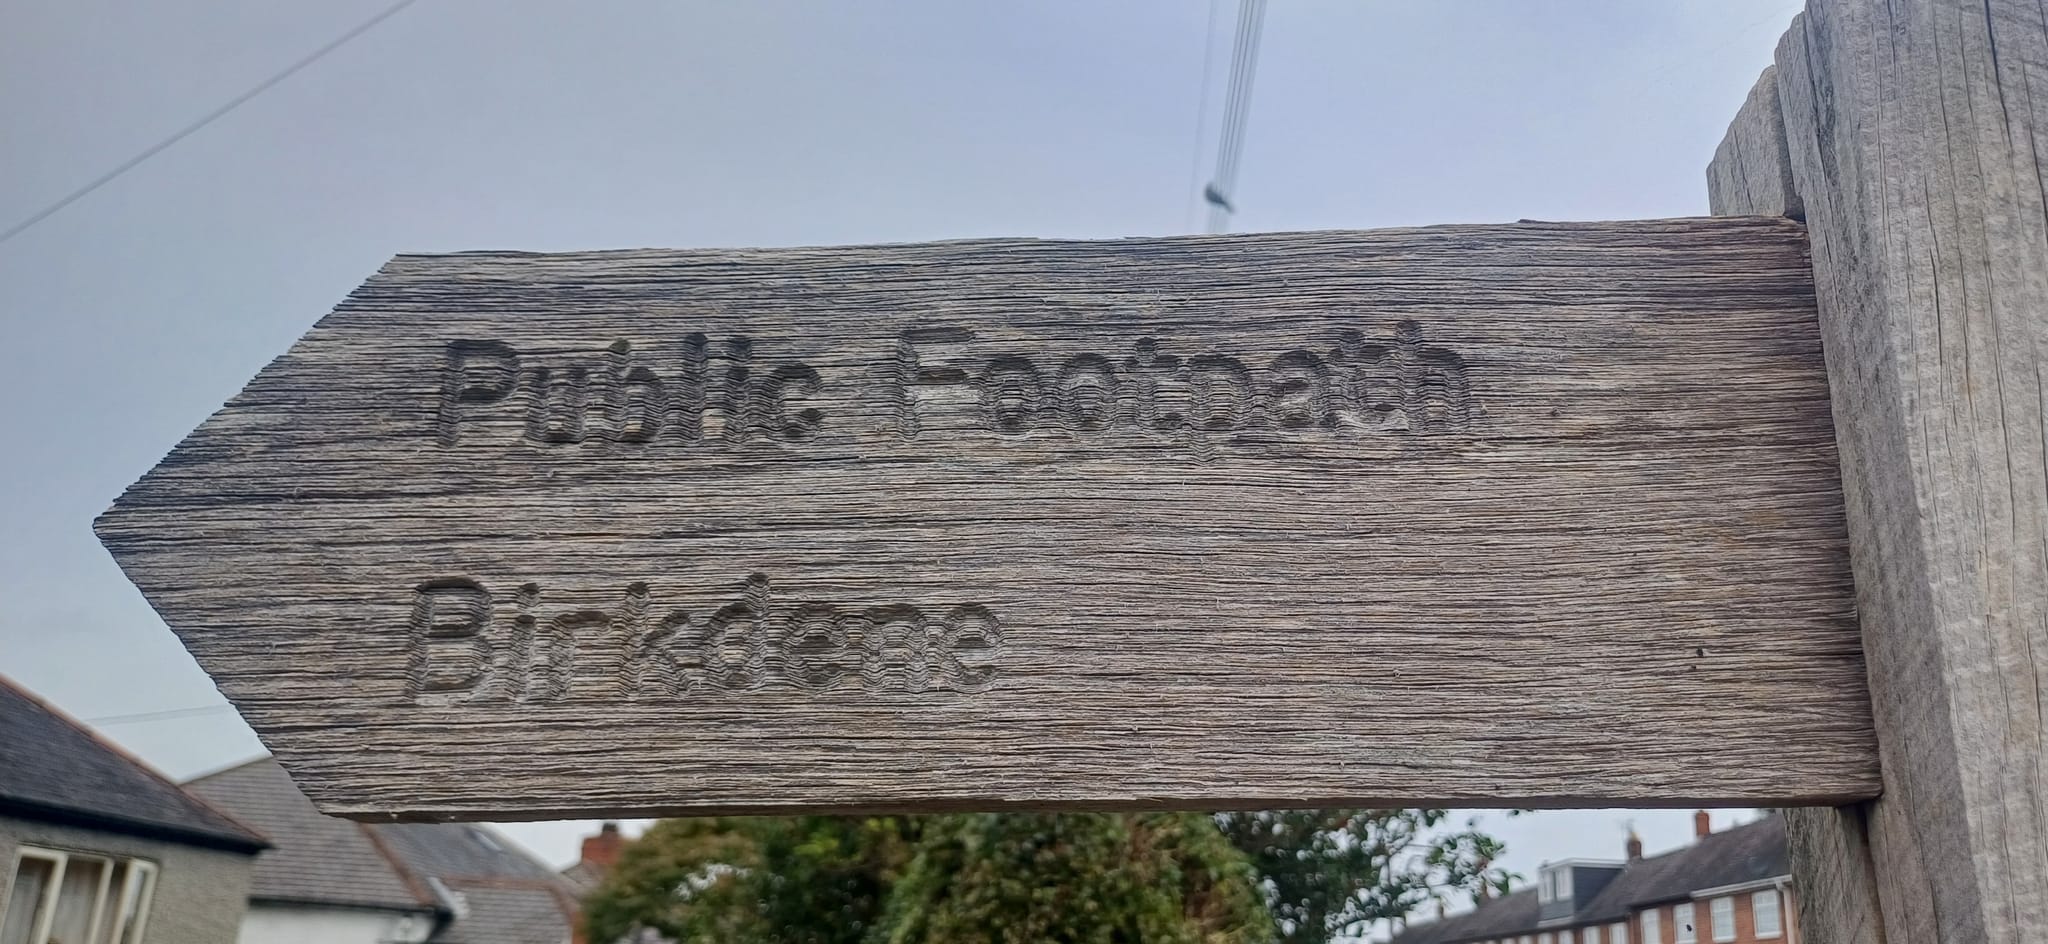 Public Footpath
Birkdene